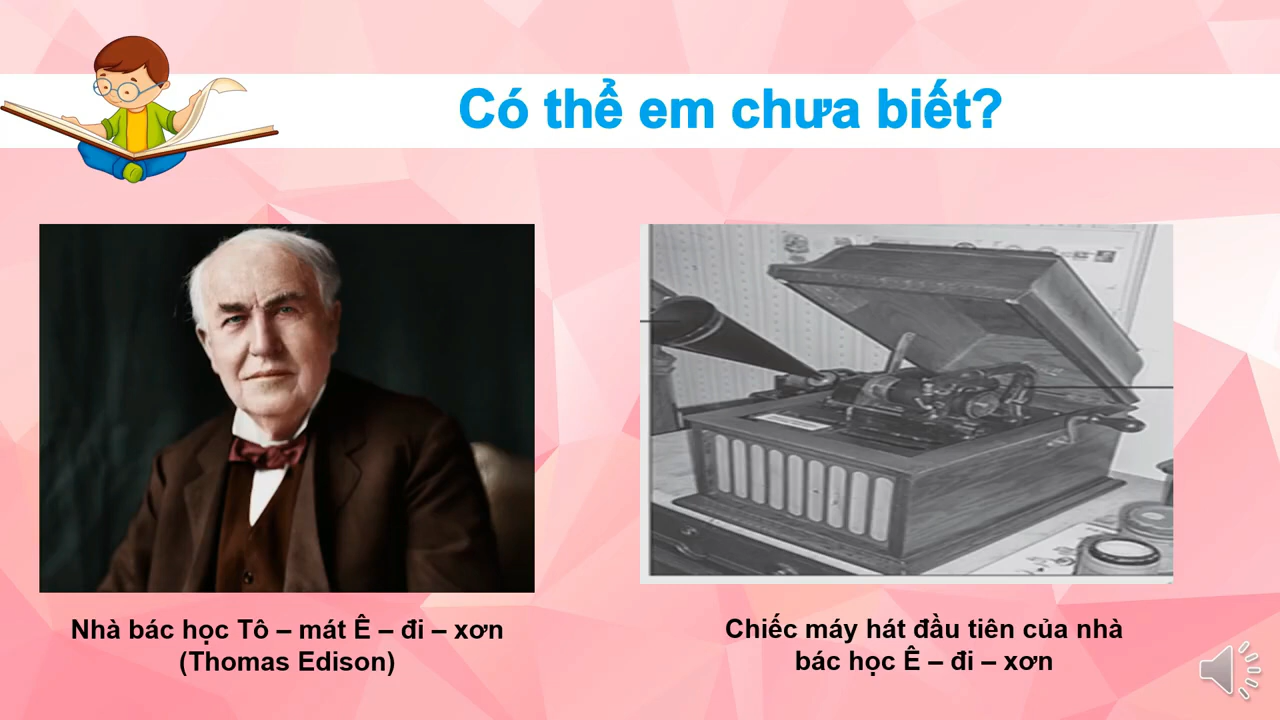 Có thể em chưa biết?
Nhà bác học Tô – mát Ê – đi – xơn
(Thomas Edison)
Chiếc máy hát đầu tiên của nhà
bác học Ê – đi – xơn